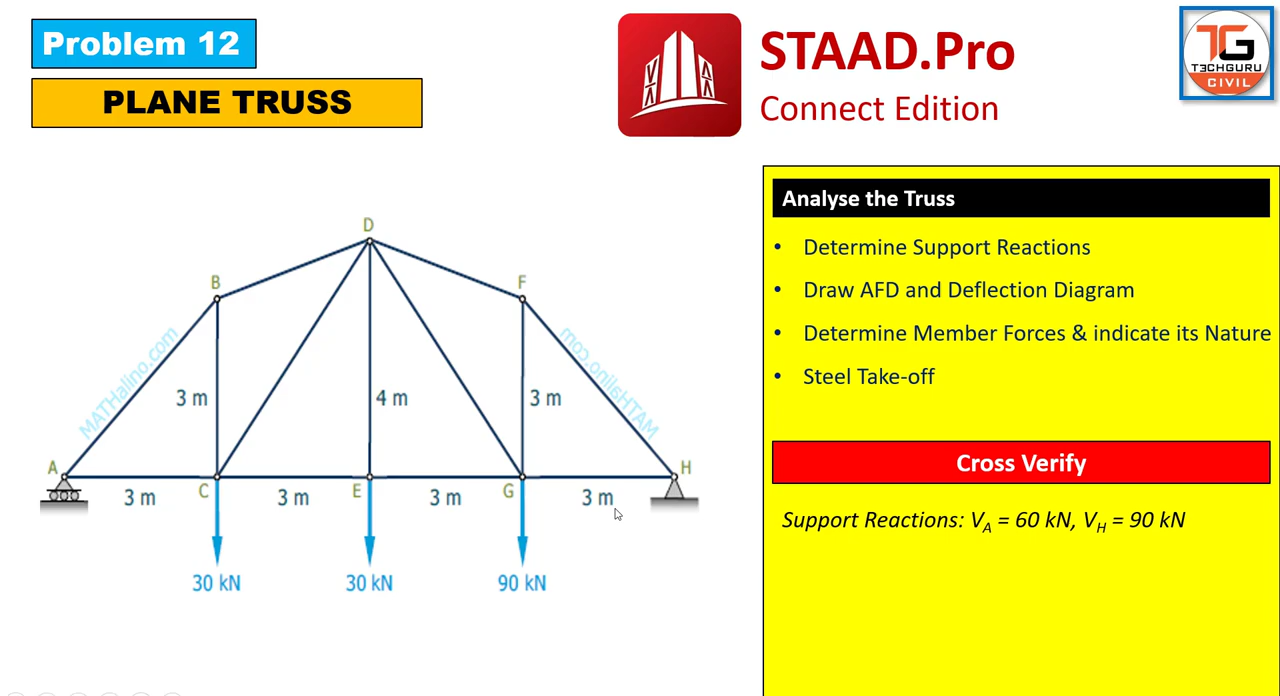 Problem 12
PLANE TRUSS
STAAD.Pro
Connect Edition
TG
TECHGURU
CIVIL
Analyse the Truss
• Determine Support Reactions
• Draw AFD and Deflection Diagram
• Determine Member Forces & indicate its Nature
• Steel Take-off
Cross Verify
Support Reactions: V_A = 60 kN, V_H = 90 kN
D
B
F
MATHalino.com
MATHalino.com
3 m
4 m
3 m
A
H
C
E
G
3 m
3 m
3 m
3 m
30 kN
30 kN
90 kN